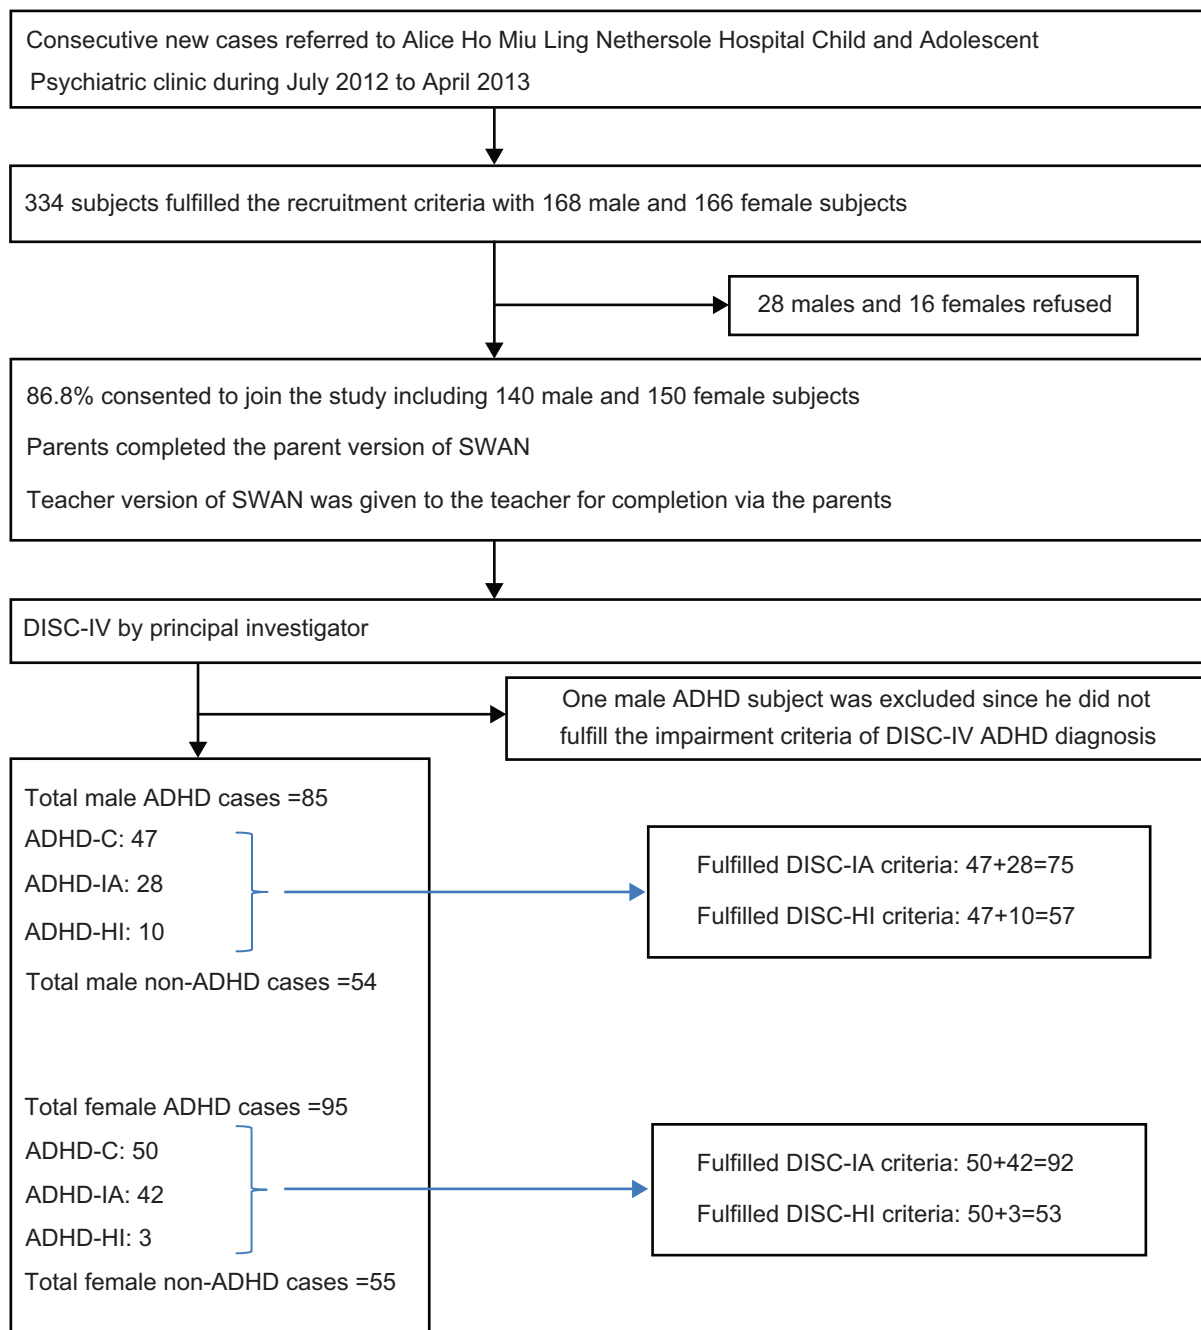 Consecutive new cases referred to Alice Ho Miu Ling Nethersole Hospital Child and Adolescent
Psychiatric clinic during July 2012 to April 2013
334 subjects fulfilled the recruitment criteria with 168 male and 166 female subjects
28 males and 16 females refused
86.8% consented to join the study including 140 male and 150 female subjects
Parents completed the parent version of SWAN
Teacher version of SWAN was given to the teacher for completion via the parents
DISC-IV by principal investigator
One male ADHD subject was excluded since he did not
fulfill the impairment criteria of DISC-IV ADHD diagnosis
Total male ADHD cases =85
ADHD-C: 47
ADHD-IA: 28
ADHD-HI: 10
Total male non-ADHD cases =54
Fulfilled DISC-IA criteria: 47+28=75
Fulfilled DISC-HI criteria: 47+10=57
Total female ADHD cases =95
ADHD-C: 50
ADHD-IA: 42
ADHD-HI: 3
Total female non-ADHD cases =55
Fulfilled DISC-IA criteria: 50+42=92
Fulfilled DISC-HI criteria: 50+3=53